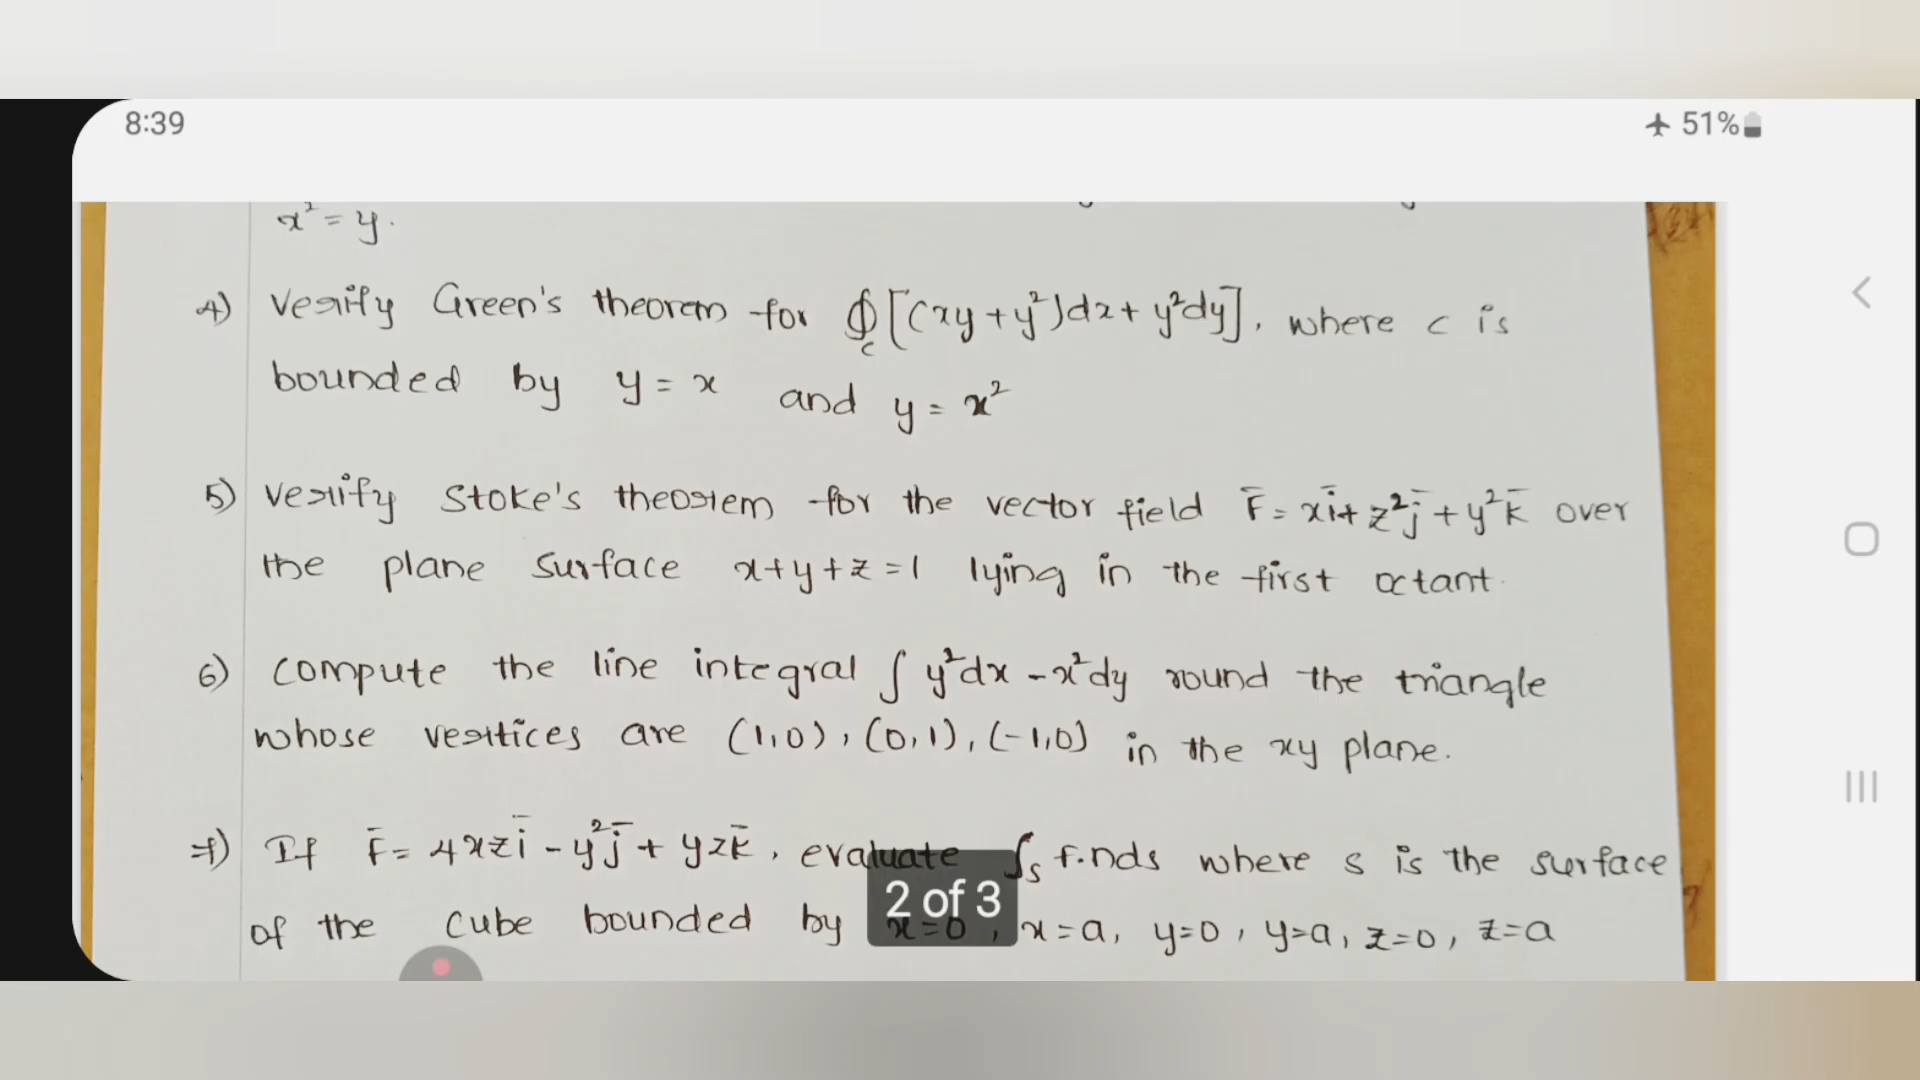 8:39
51%
x² = y.
4) Verify Green's theorem for ∮c [(xy + y²)dx + y²dy], where c is
bounded by y = x and y = x²
5) Verify Stoke's theorem for the vector field F̄ = xī + z²j̄ + y²k̄ over
the plane surface x+y+z=1 lying in the first octant.
6) Compute the line integral ∫ y²dx - x²dy round the triangle
whose vertices are (1,0), (0,1), (-1,0) in the xy plane.
7) If F̄ = 4xzī - y²j̄ + yzk̄, evaluate ∫s F.nds where s is the surface
of the cube bounded by x=0, x=a, y=0, y=a, z=0, z=a
2 of 3